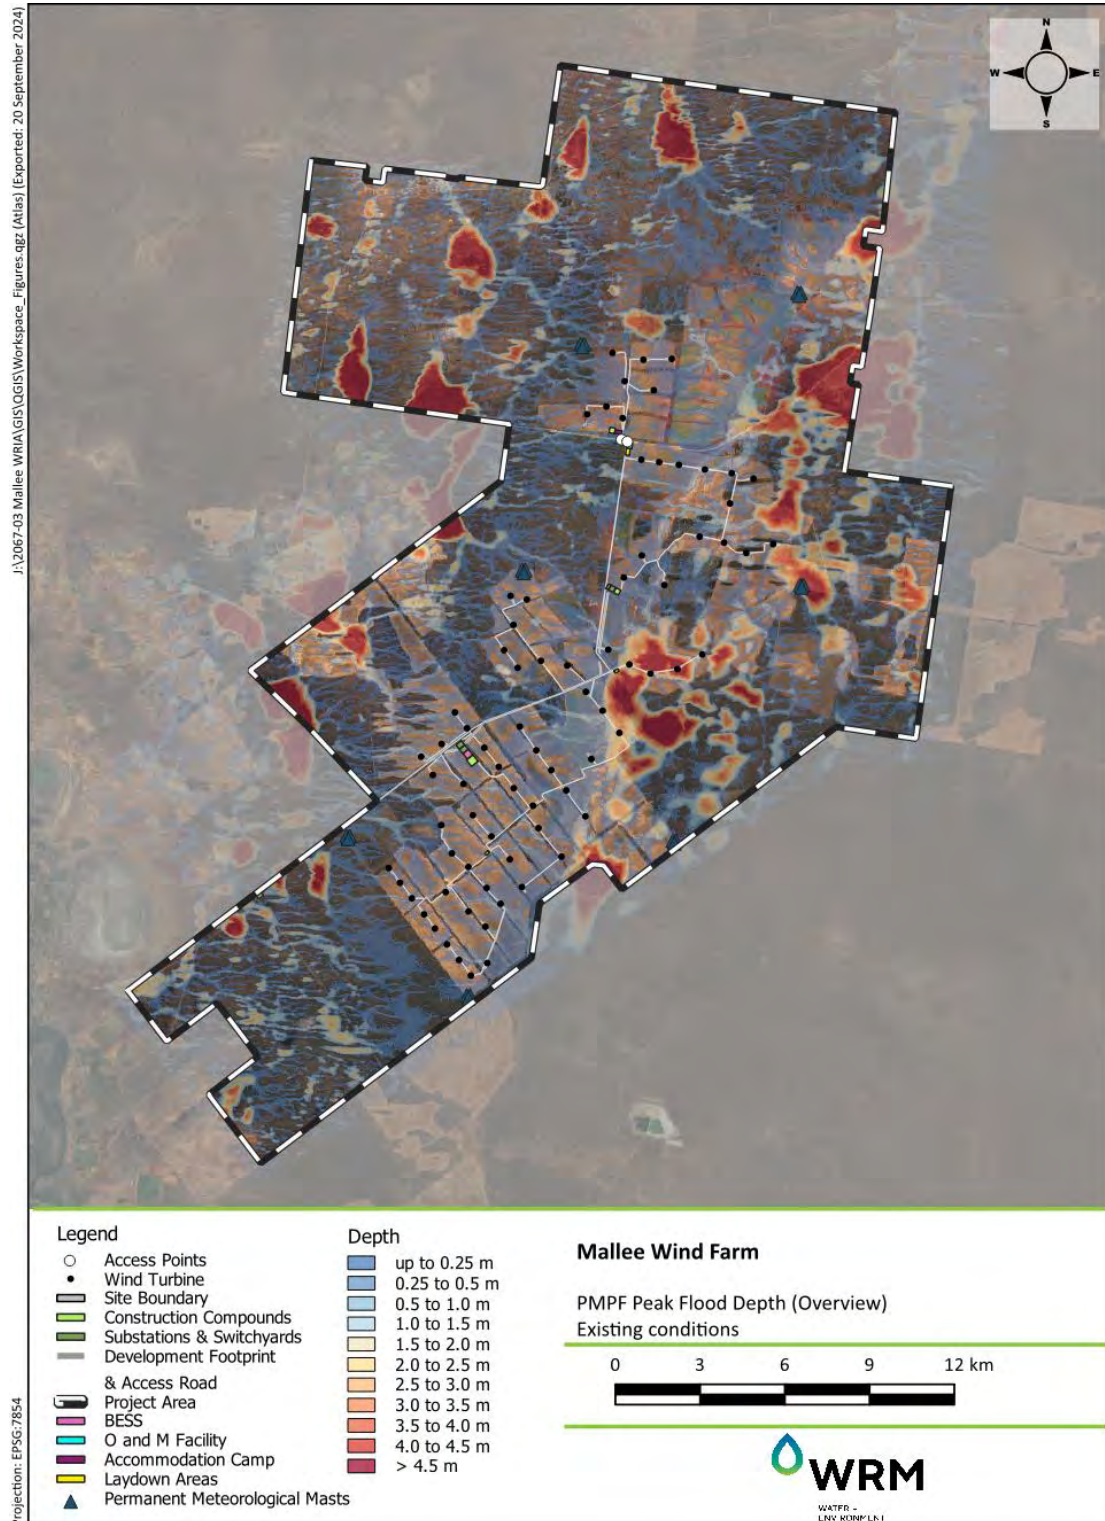 J:\2067-03 Mallee WRIA\GIS\QGIS\Workspace_Figures.qgz (Atlas) (Exported: 20 September 2024)
N
W
E
S
Legend
Access Points
Wind Turbine
Site Boundary
Construction Compounds
Substations & Switchyards
Development Footprint
& Access Road
Project Area
BESS
O and M Facility
Accommodation Camp
Laydown Areas
Permanent Meteorological Masts
Depth
up to 0.25 m
0.25 to 0.5 m
0.5 to 1.0 m
1.0 to 1.5 m
1.5 to 2.0 m
2.0 to 2.5 m
2.5 to 3.0 m
3.0 to 3.5 m
3.5 to 4.0 m
4.0 to 4.5 m
> 4.5 m
Mallee Wind Farm
PMPF Peak Flood Depth (Overview)
Existing conditions
0 3 6 9 12 km
WRM
WATER +
ENVIRONMENT
Projection: EPSG:7854